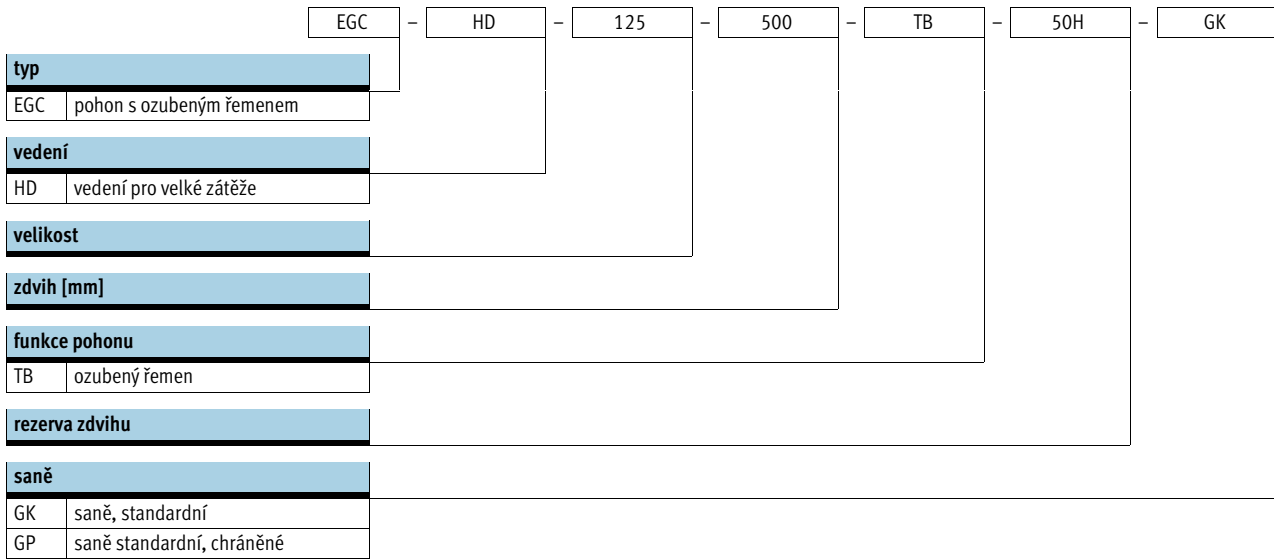 EGC – HD – 125 – 500 – TB – 50H – GK
typ
EGC pohon s ozubeným řemenem
vedení
HD vedení pro velké zátěže
velikost
zdvih [mm]
funkce pohonu
TB ozubený řemen
rezerva zdvihu
saně
GK saně, standardní
GP saně standardní, chráněné